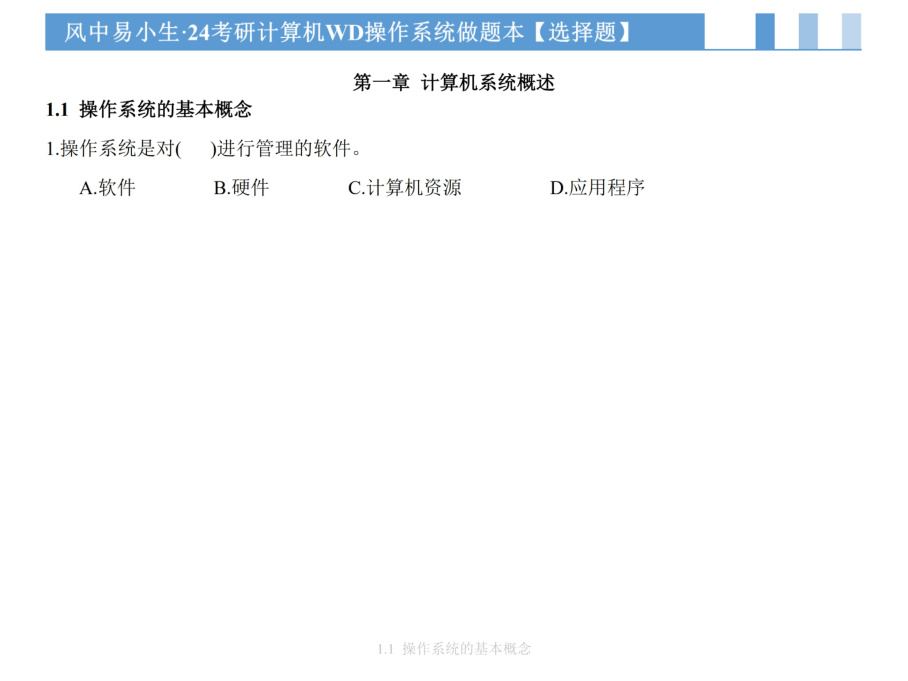 风中易小生·24考研计算机WD操作系统做题本【选择题】
第一章 计算机系统概述
1.1 操作系统的基本概念
1.操作系统是对( )进行管理的软件。
A.软件 B.硬件 C.计算机资源 D.应用程序
1.1 操作系统的基本概念